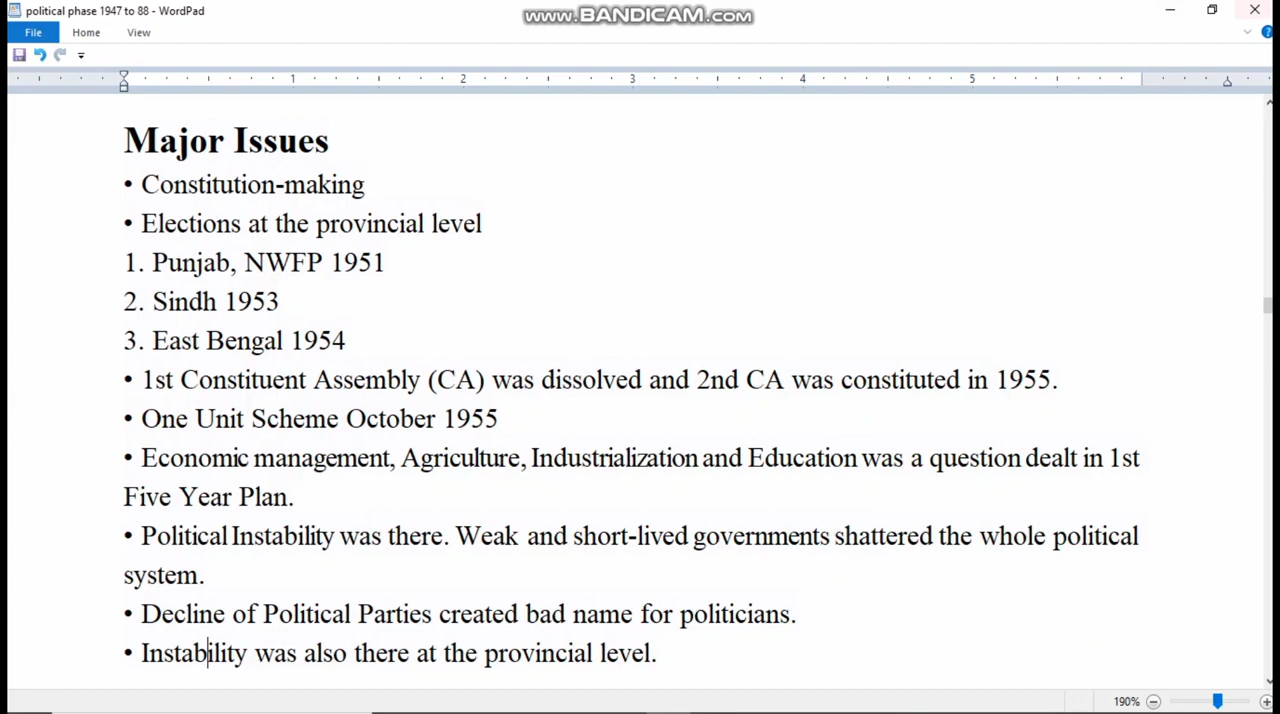 political phase 1947 to 88 - WordPad
www.BANDICAM.com
File Home View
1 2 3 4 5
Major Issues
• Constitution-making
• Elections at the provincial level
1. Punjab, NWFP 1951
2. Sindh 1953
3. East Bengal 1954
• 1st Constituent Assembly (CA) was dissolved and 2nd CA was constituted in 1955.
• One Unit Scheme October 1955
• Economic management, Agriculture, Industrialization and Education was a question dealt in 1st
Five Year Plan.
• Political Instability was there. Weak and short-lived governments shattered the whole political
system.
• Decline of Political Parties created bad name for politicians.
• Instability was also there at the provincial level.
190%